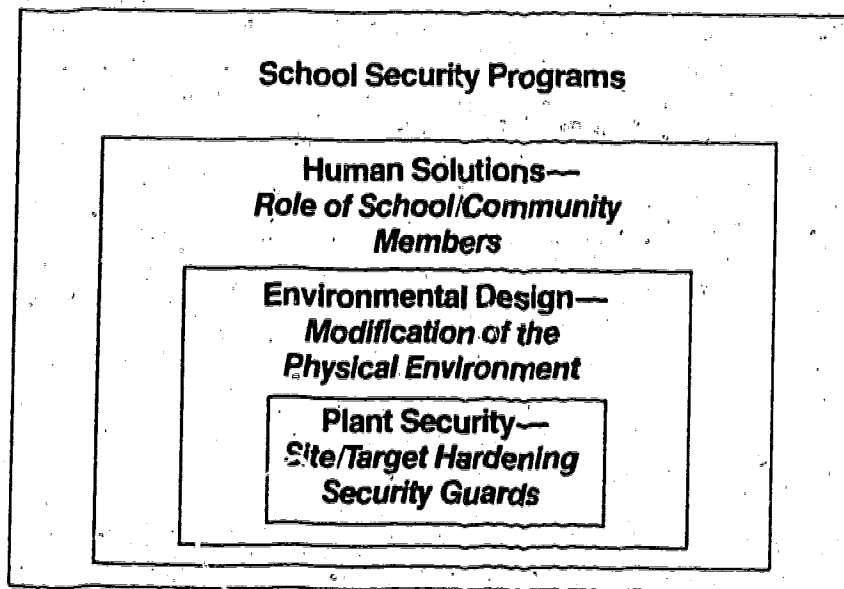 School Security Programs
Human Solutions—
Role of School/Community
Members
Environmental Design—
Modification of the
Physical Environment
Plant Security—
Site/Target Hardening
Security Guards